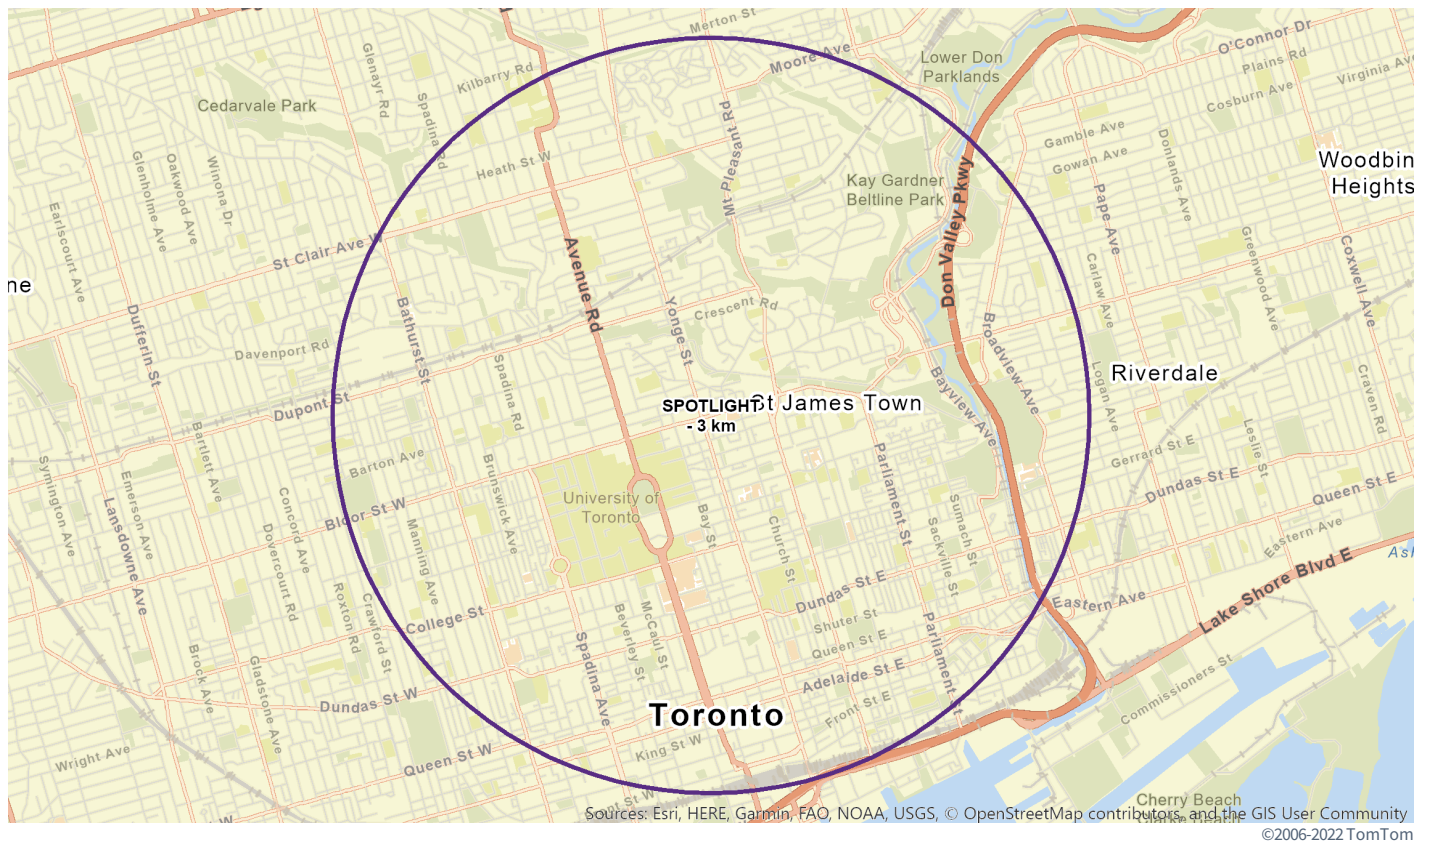 Merton St
Moore Ave
O'Connor Dr
Lower Don
Parklands
Plains Rd
Virginia Av
Glenayr Rd
Kilbarry Rd
Spadina Rd
Cedarvale Park
Cosburn Ave
Mt Pleasant Rd
Gamble Ave
Donlands Ave
Woodbin
Heights
Glenholme Ave
Oakwood Ave
Winona Dr
Heath St W
Gowan Ave
Kay Gardner
Beltline Park
Don Valley Pkwy
Pape Ave
Earlscourt Ave
St Clair Ave W
Avenue Rd
Greenwood Ave
Coxwell Ave
Carlaw Ave
ne
Bathurst St
Yonge St
Crescent Rd
Dufferin St
Davenport Rd
Broadview Ave
Spadina Rd
Logan Ave
Riverdale
Craven Rd
Dupont St
SPOTLIGHT
- 3 km
St James Town
Bayview Ave
Bartlett Ave
Leslie St
Gerrard St E
Barton Ave
Brunswick Ave
Parliament St
Dundas St E
Queen St E
Symington Ave
Emerson Ave
Lansdowne Ave
Concord Ave
Dovercourt Rd
Bloor St W
Manning Ave
University of
Toronto
Bay St
Church St
Sumach St
Sackville St
Eastern Ave
Ash
Lake Shore Blvd E
Roxton Rd
Crawford St
College St
Beverley St
McCaul St
Dundas St E
Shuter St
Queen St E
Parliament St
Eastern Ave
Brock Ave
Gladstone Ave
Spadina Ave
Dundas St W
Adelaide St E
Front St E
Commissioners St
Toronto
Wright Ave
Queen St W
King St W
ont St W
W
Cherry Beach
Clarke Beach
Sources: Esri, HERE, Garmin, FAO, NOAA, USGS, © OpenStreetMap contributors, and the GIS User Community
©2006-2022 TomTom